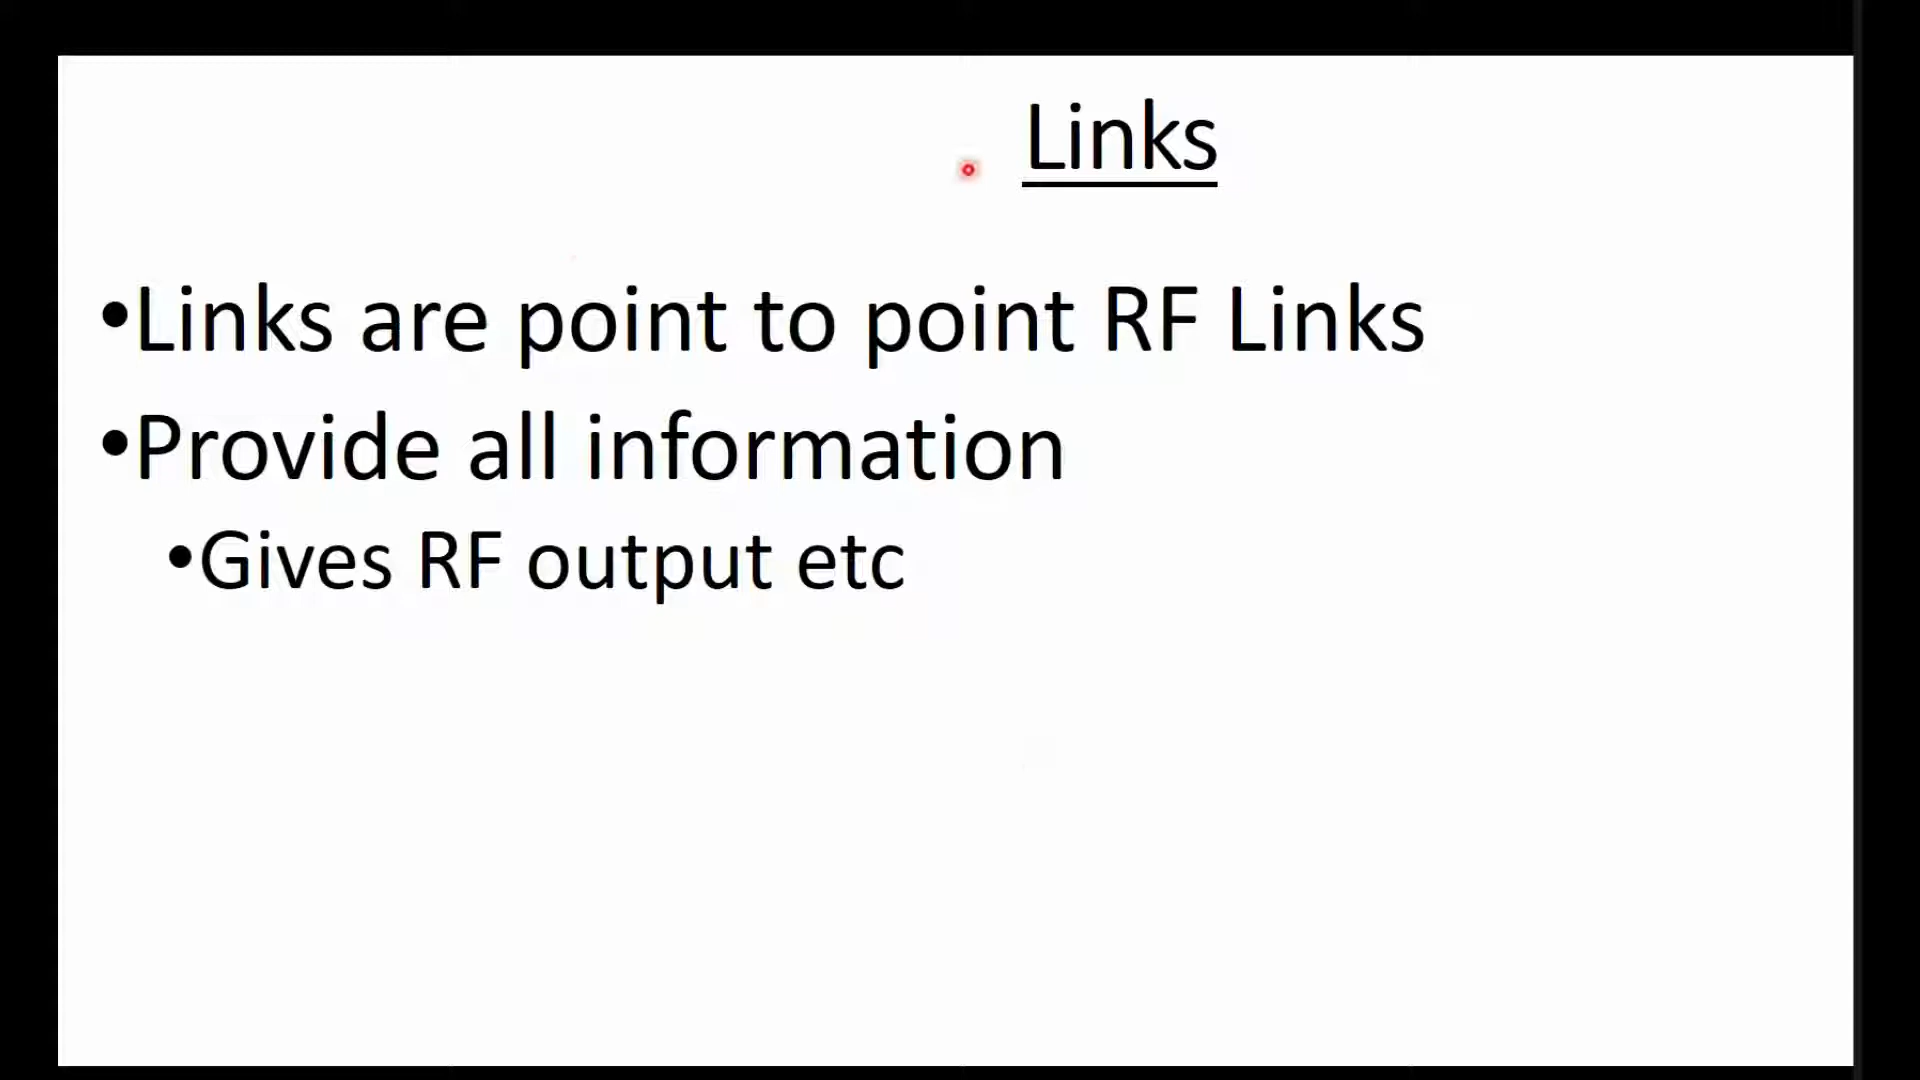 Links
•Links are point to point RF Links
•Provide all information
•Gives RF output etc